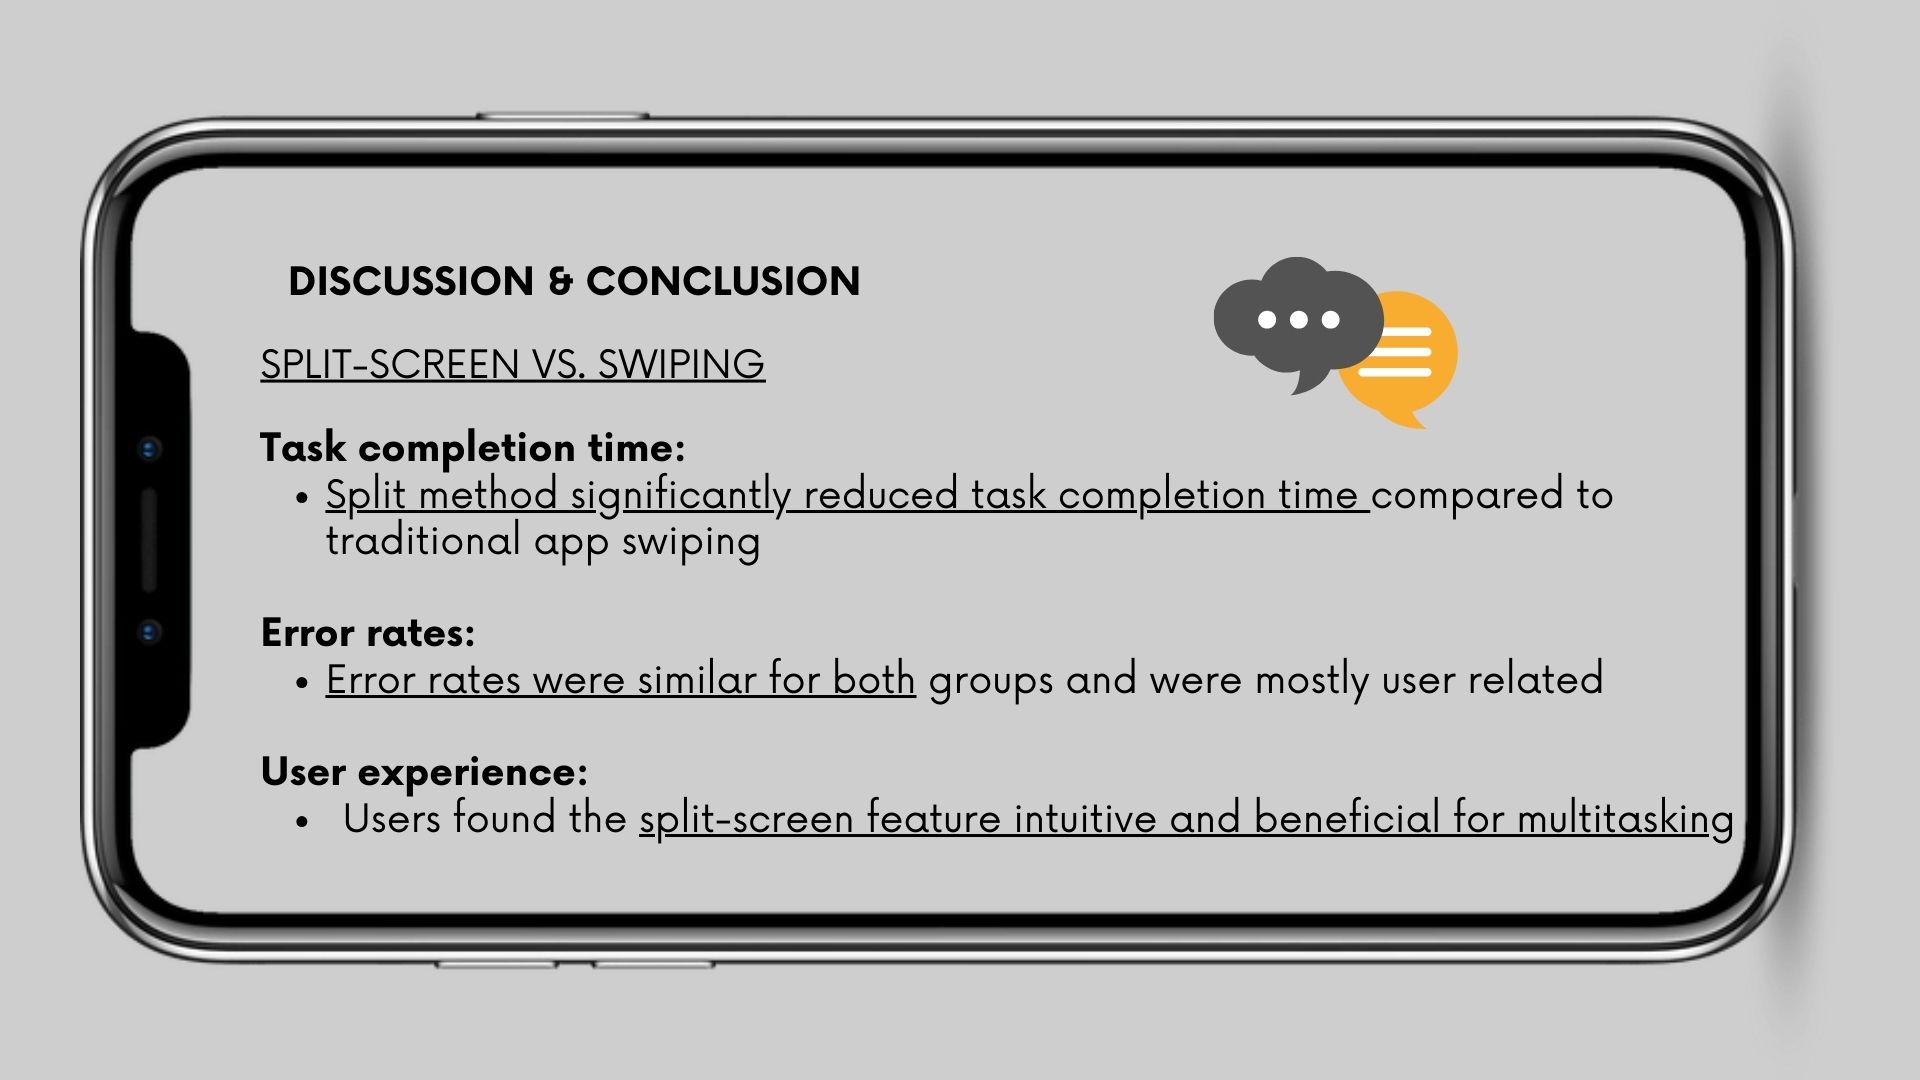 DISCUSSION & CONCLUSION
SPLIT-SCREEN VS. SWIPING
Task completion time:
• Split method significantly reduced task completion time compared to
traditional app swiping
Error rates:
• Error rates were similar for both groups and were mostly user related
User experience:
• Users found the split-screen feature intuitive and beneficial for multitasking